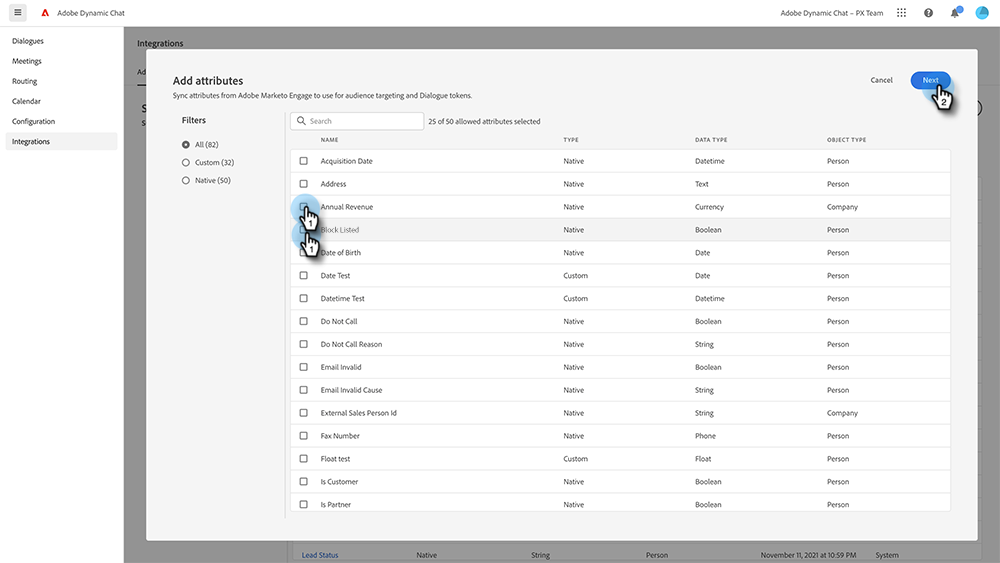 Adobe Dynamic Chat
Adobe Dynamic Chat – PX Team
Dialogues
Meetings
Routing
Calendar
Configuration
Integrations
Integrations
Ad
S
S
Add attributes
Sync attributes from Adobe Marketo Engage to use for audience targeting and Dialogue tokens.
Cancel
Next
2
Filters
All (82)
Custom (32)
Native (50)
Search
25 of 50 allowed attributes selected
NAME TYPE DATA TYPE OBJECT TYPE
Acquisition Date Native Datetime Person
Address Native Text Person
Annual Revenue Native Currency Company
1
Block Listed Native Boolean Person
1
Date of Birth Native Date Person
Date Test Custom Date Person
Datetime Test Custom Datetime Person
Do Not Call Native Boolean Person
Do Not Call Reason Native String Person
Email Invalid Native Boolean Person
Email Invalid Cause Native String Person
External Sales Person Id Native String Company
Fax Number Native Phone Person
Float test Custom Float Person
Is Customer Native Boolean Person
Is Partner Native Boolean Person
Lead Status Native String Person November 11, 2021 at 10:59 PM System